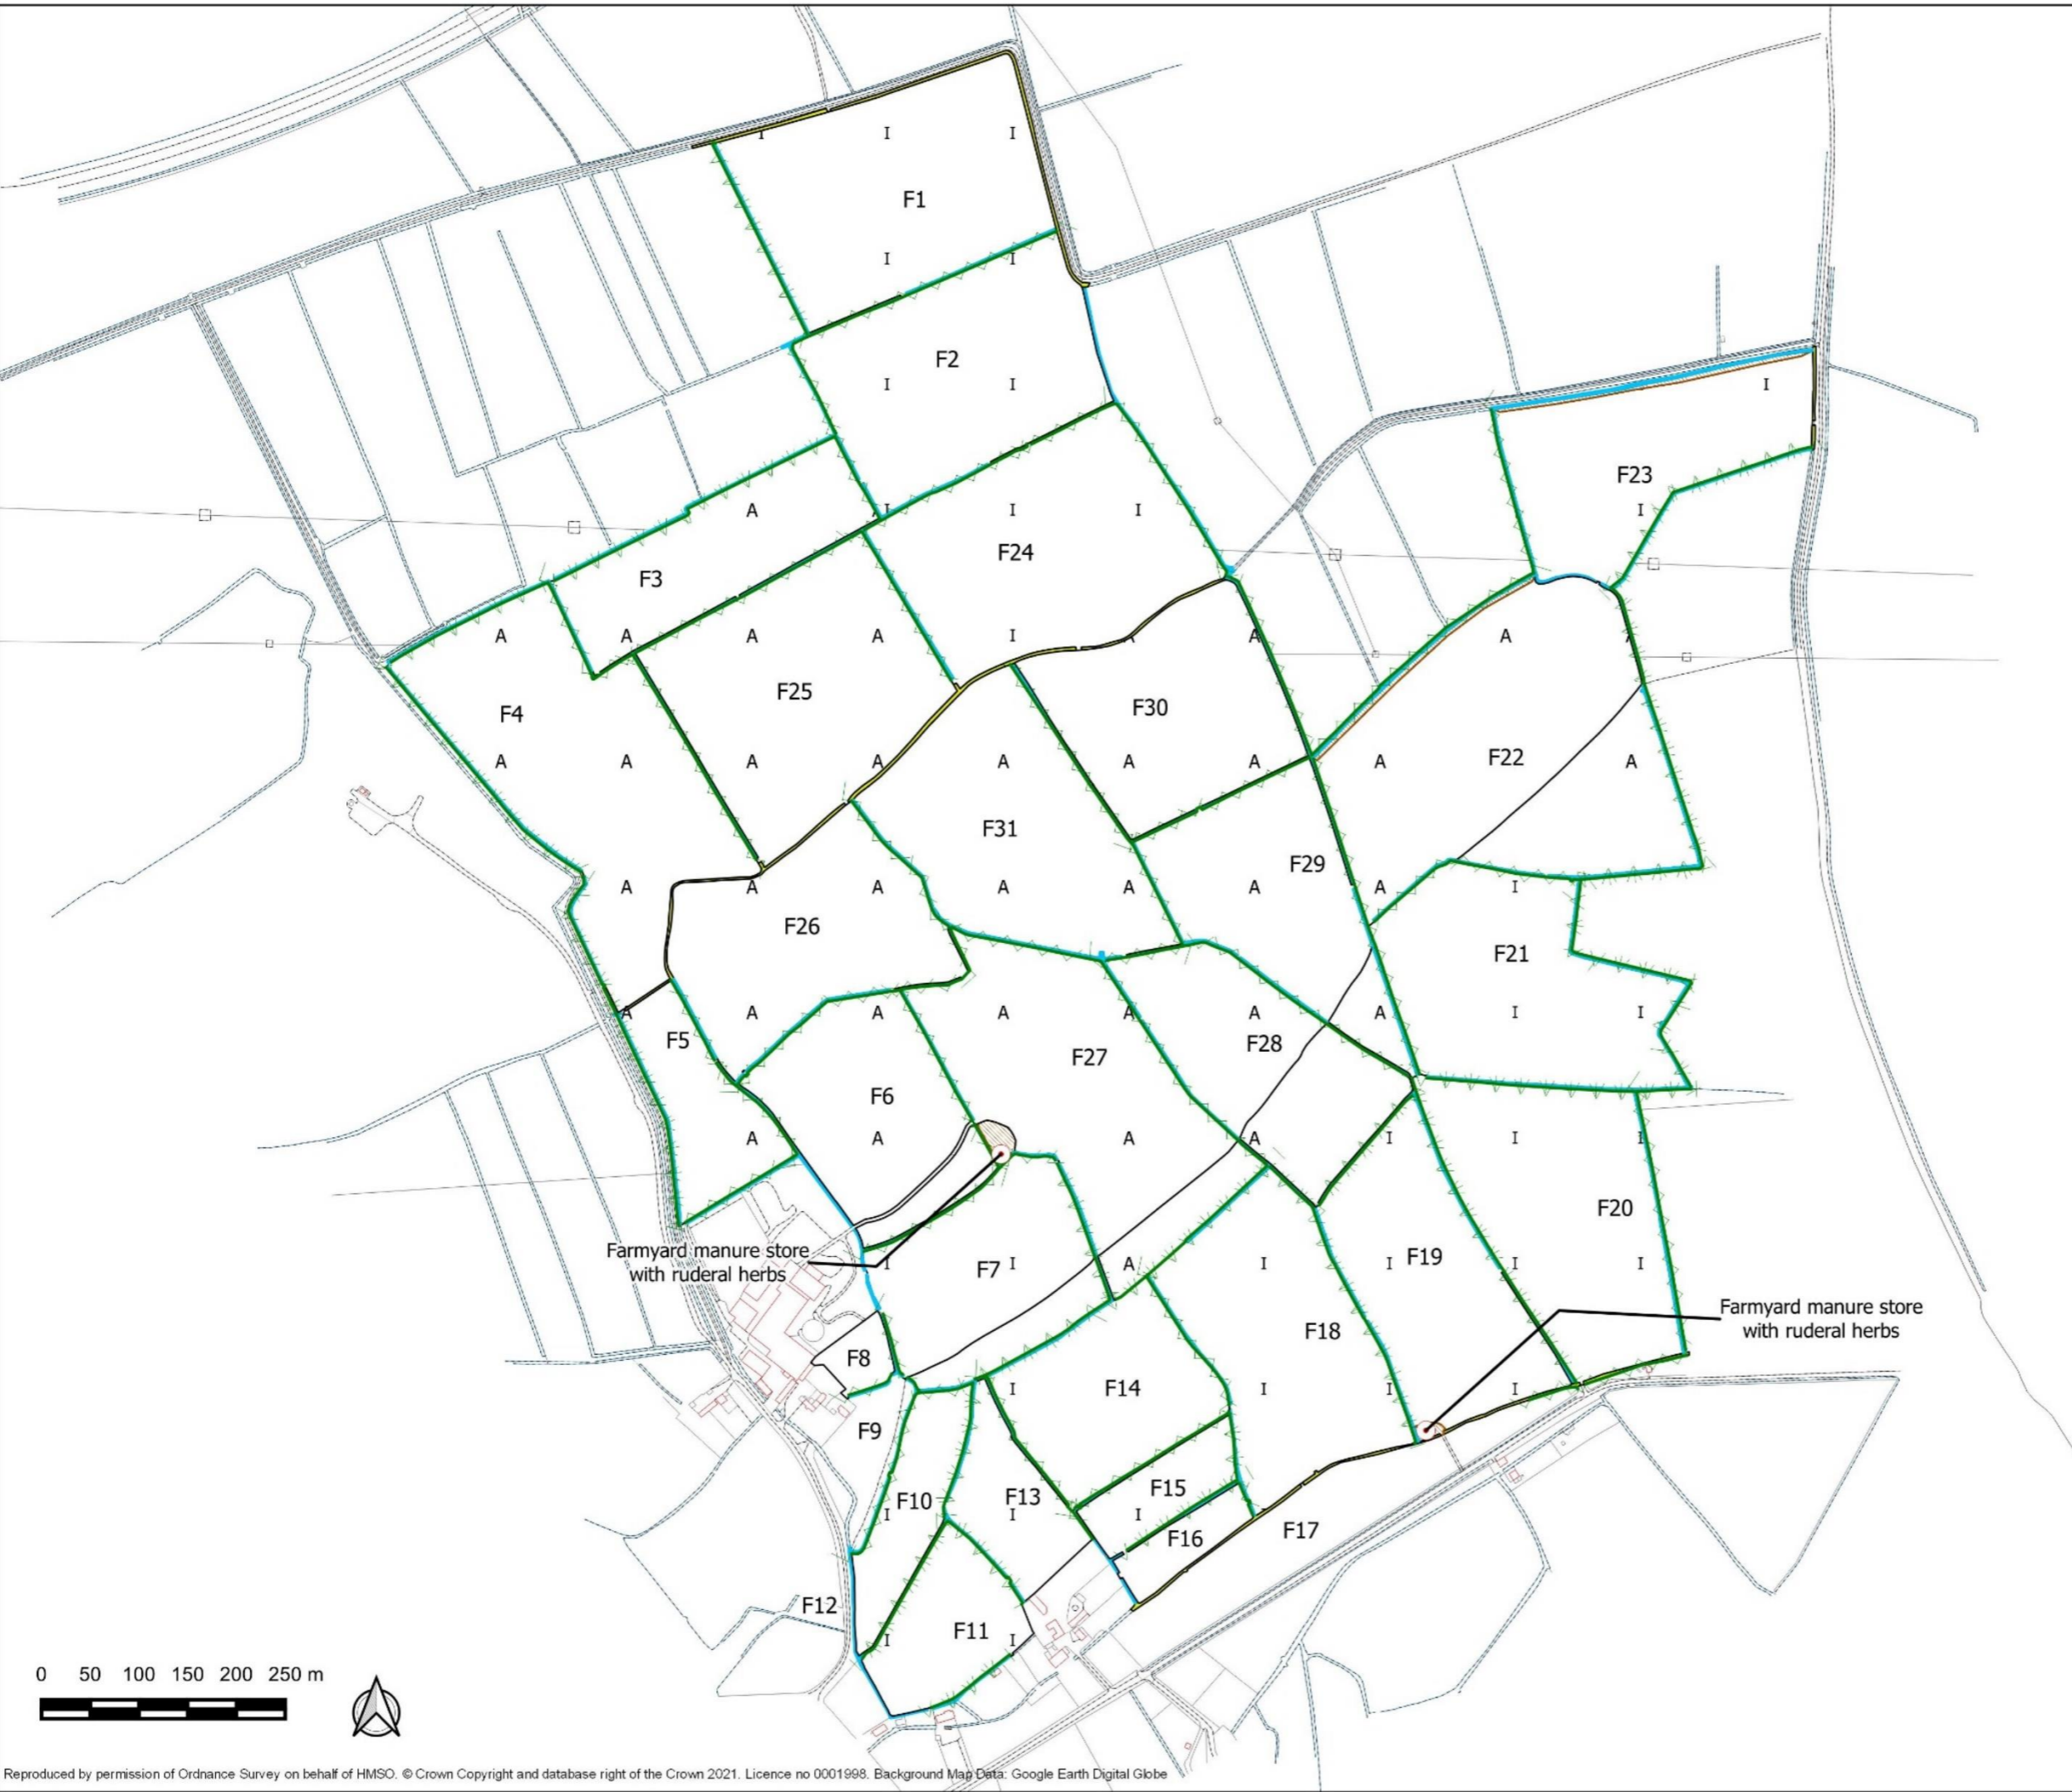 I I I
F1
I I
F2
I I
I
F23
A I I I I
F24
F3
A A A A I A A A A
F25
F4
F30
F22
A A A A A A A A A
F31
F29
A A A A A A A I
F26
F21
A A A A A A A I I
F5
F28
F27
F6
A A A A I I I
F20
Farmyard manure store
with ruderal herbs
F7
I I A I I I I
F19
Farmyard manure store
with ruderal herbs
F18
F8
F14
I I I I
F9
F15
F10
F13
I I I
F16
F17
F12
F11
I I
0 50 100 150 200 250 m
Reproduced by permission of Ordnance Survey on behalf of HMSO. © Crown Copyright and database right of the Crown 2021. Licence no 0001998. Background Map Data: Google Earth Digital Globe